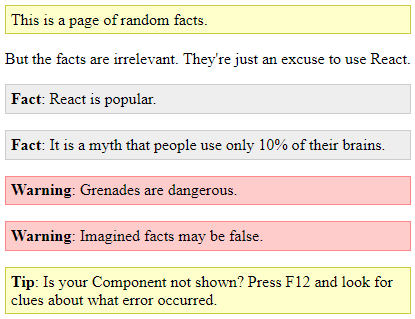 This is a page of random facts.
But the facts are irrelevant. They're just an excuse to use React.
Fact: React is popular.
Fact: It is a myth that people use only 10% of their brains.
Warning: Grenades are dangerous.
Warning: Imagined facts may be false.
Tip: Is your Component not shown? Press F12 and look for
clues about what error occurred.